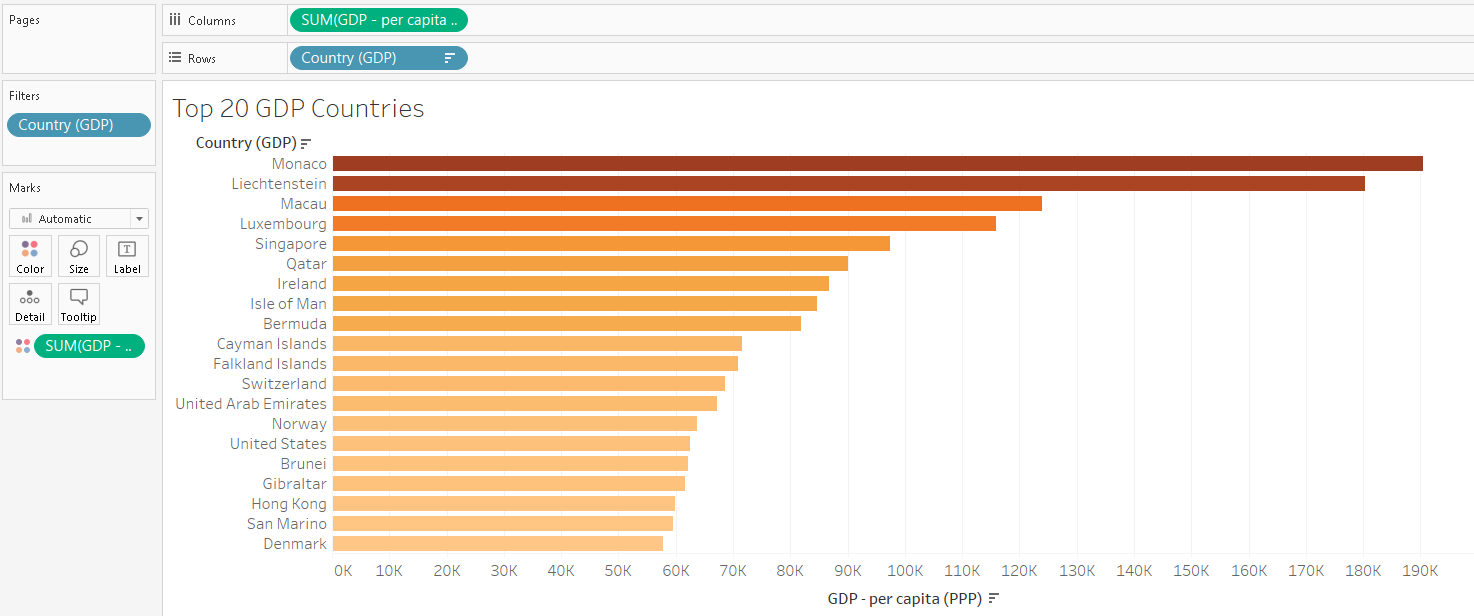 Pages
Columns
SUM(GDP - per capita ..
Rows
Country (GDP)
Filters
Country (GDP)
Marks
Automatic
Color
Size
Label
Detail
Tooltip
SUM(GDP - ..
Top 20 GDP Countries
Country (GDP)
Monaco
Liechtenstein
Macau
Luxembourg
Singapore
Qatar
Ireland
Isle of Man
Bermuda
Cayman Islands
Falkland Islands
Switzerland
United Arab Emirates
Norway
United States
Brunei
Gibraltar
Hong Kong
San Marino
Denmark
0K 10K 20K 30K 40K 50K 60K 70K 80K 90K 100K 110K 120K 130K 140K 150K 160K 170K 180K 190K
GDP - per capita (PPP)